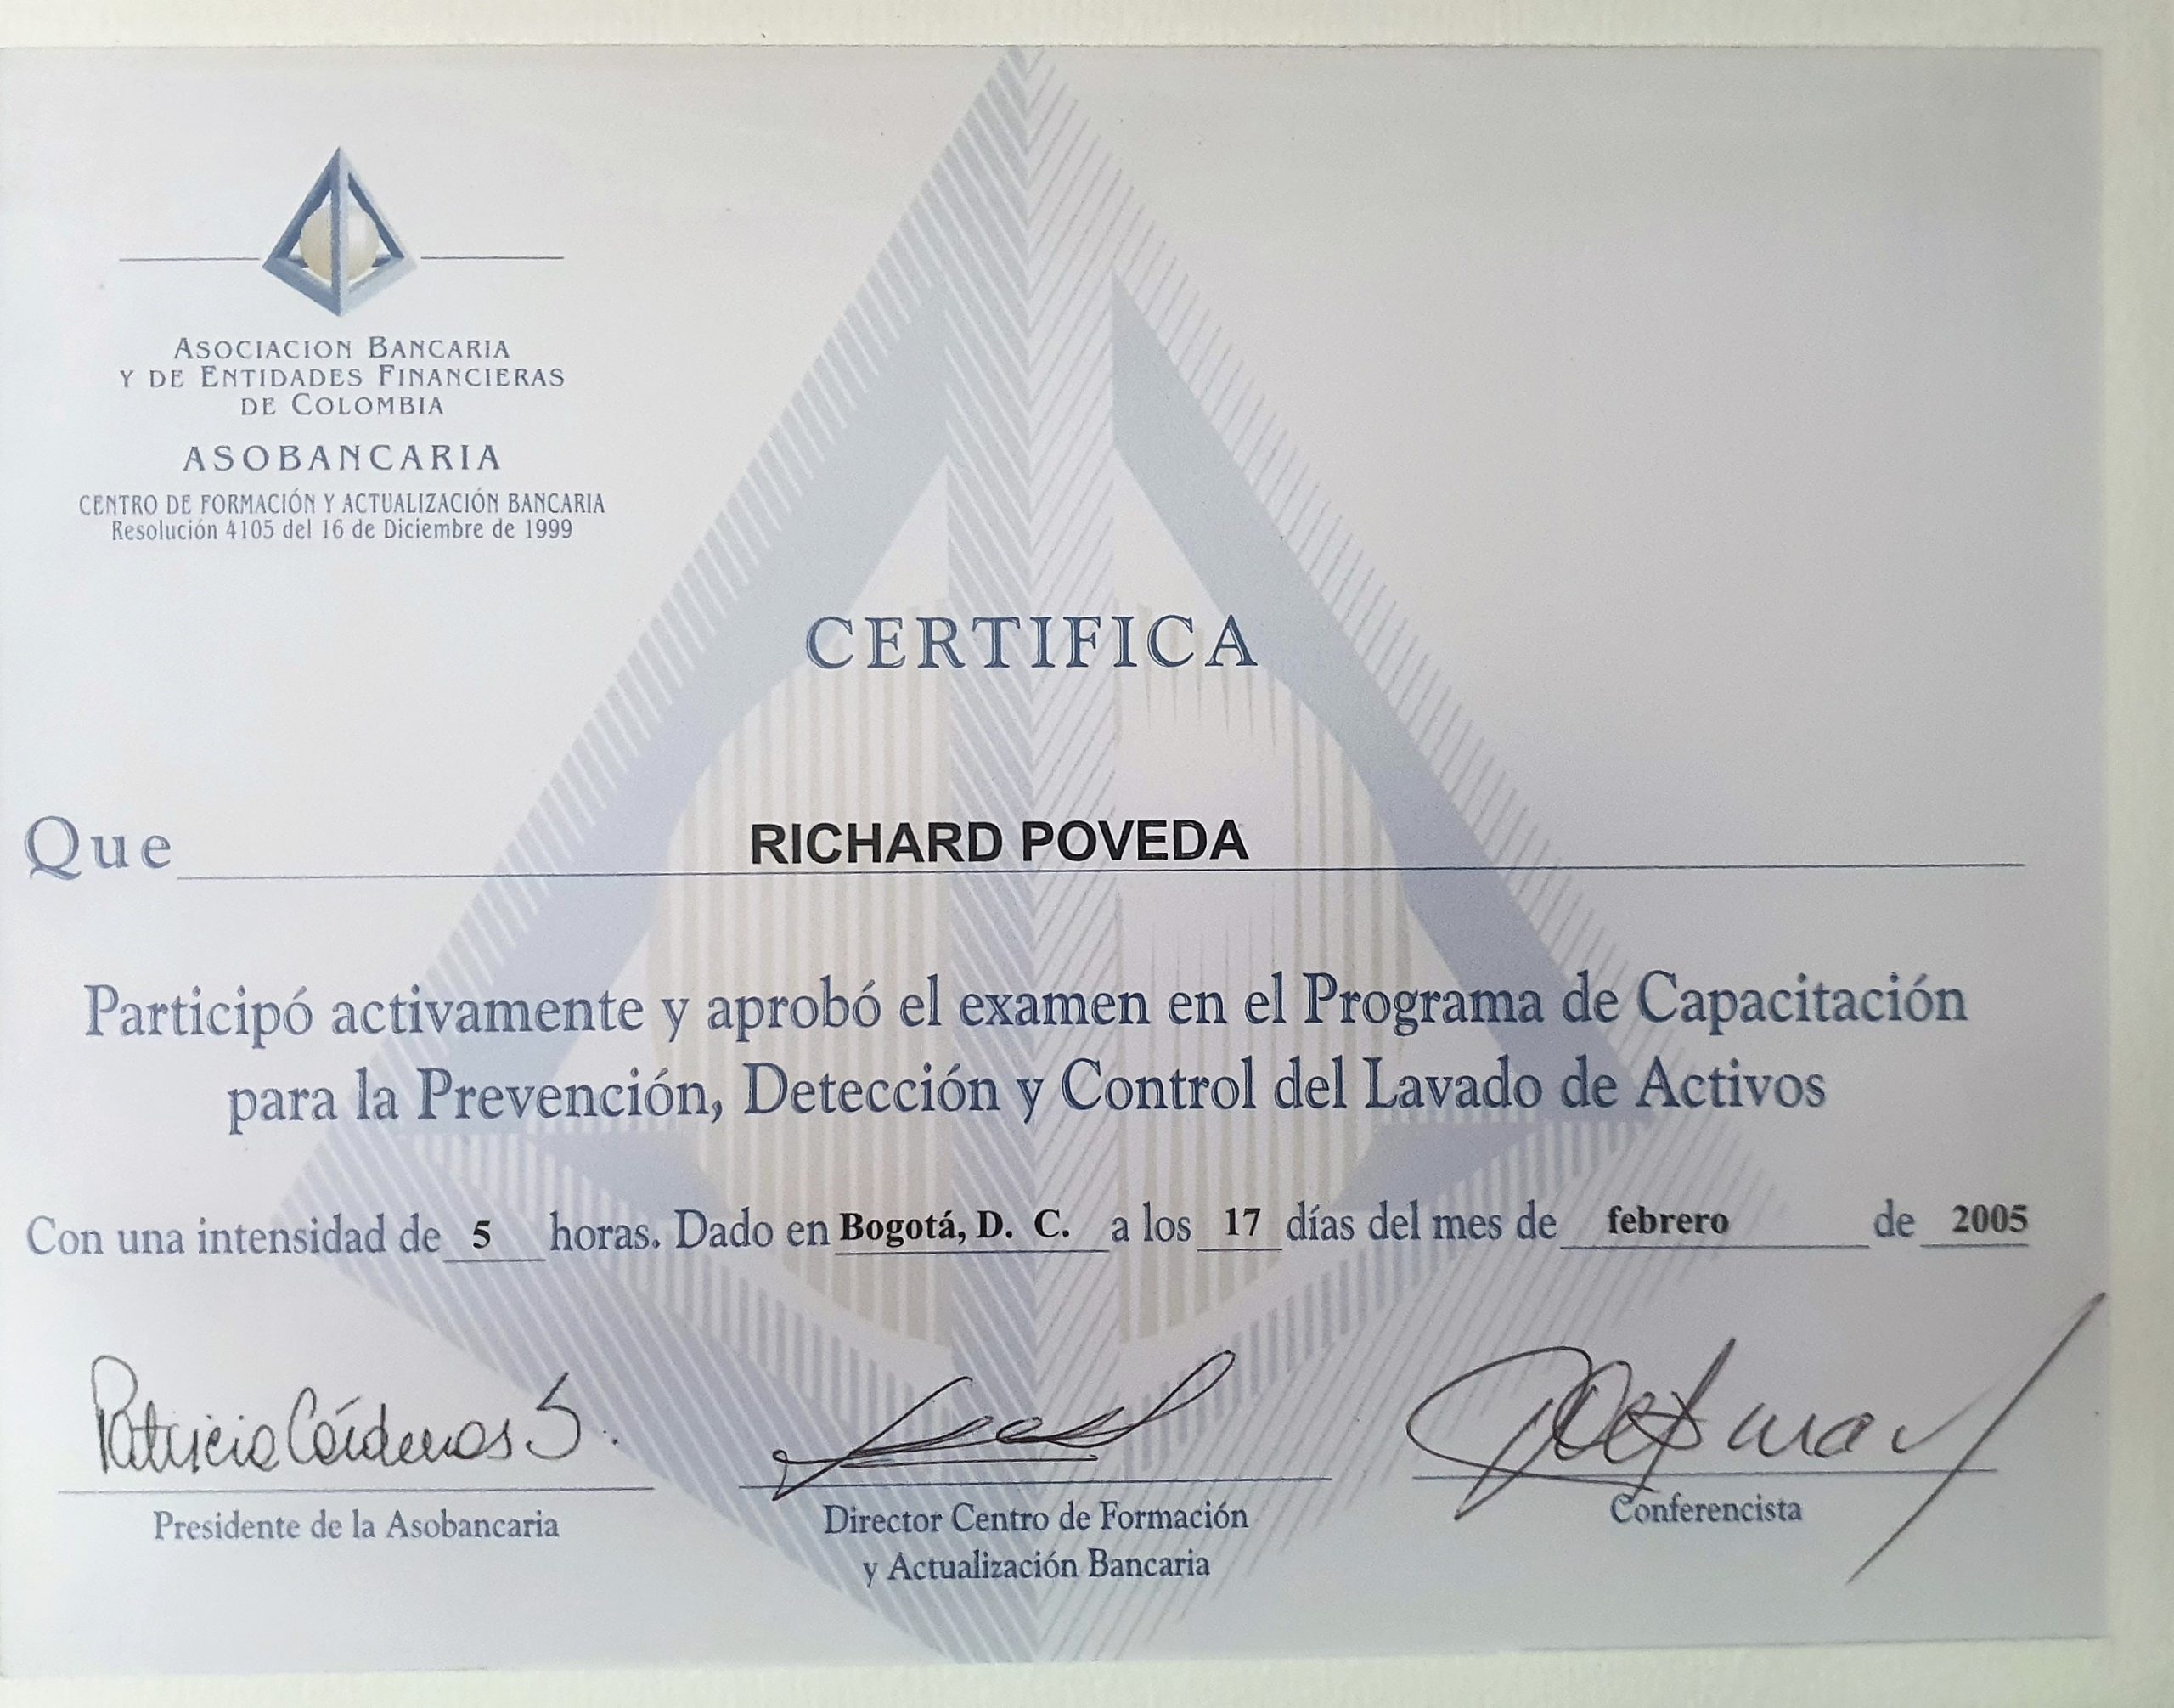 ASOCIACION BANCARIA
Y DE ENTIDADES FINANCIERAS
DE COLOMBIA
ASOBANCARIA
CENTRO DE FORMACIÓN Y ACTUALIZACIÓN BANCARIA
Resolución 4105 del 16 de Diciembre de 1999
CERTIFICA
Que RICHARD POVEDA
Participó activamente y aprobó el examen en el Programa de Capacitación
para la Prevención, Detección y Control del Lavado de Activos
Con una intensidad de 5 horas. Dado en Bogotá, D. C. a los 17 días del mes de febrero de 2005
Patricia Cárdenas S.
Presidente de la Asobancaria
Director Centro de Formación
y Actualización Bancaria
Conferencista